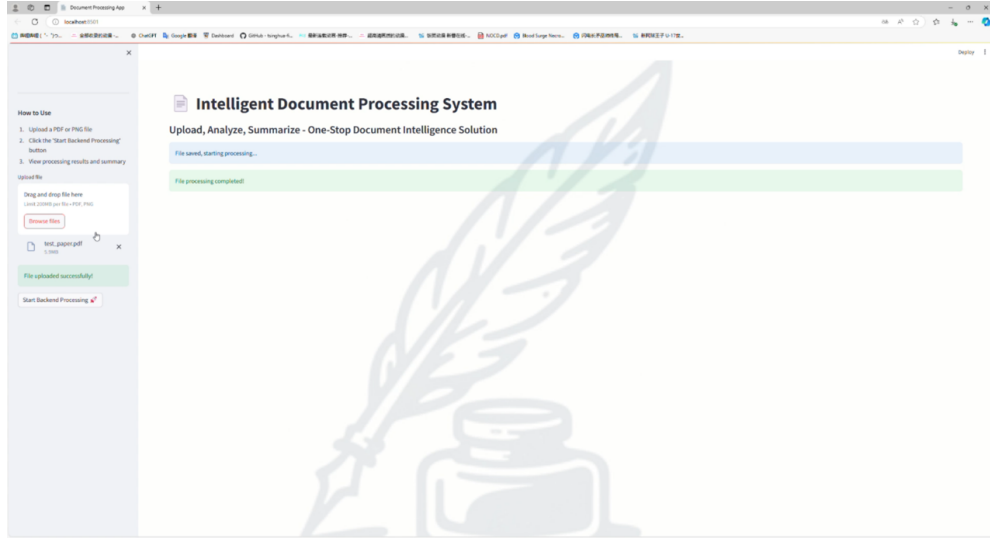 Document Processing App
localhost:8501
ChatGPT
Google 翻译
Dashboard
NOCS.pdf
Deploy
How to Use
1. Upload a PDF or PNG file
2. Click the 'Start Backend Processing'
button
3. View processing results and summary
Upload file
Drag and drop file here
Limit 200MB per file • PDF, PNG
Browse files
test_paper.pdf
File uploaded successfully!
Start Backend Processing
Intelligent Document Processing System
Upload, Analyze, Summarize - One-Stop Document Intelligence Solution
File saved, starting processing...
File processing completed!